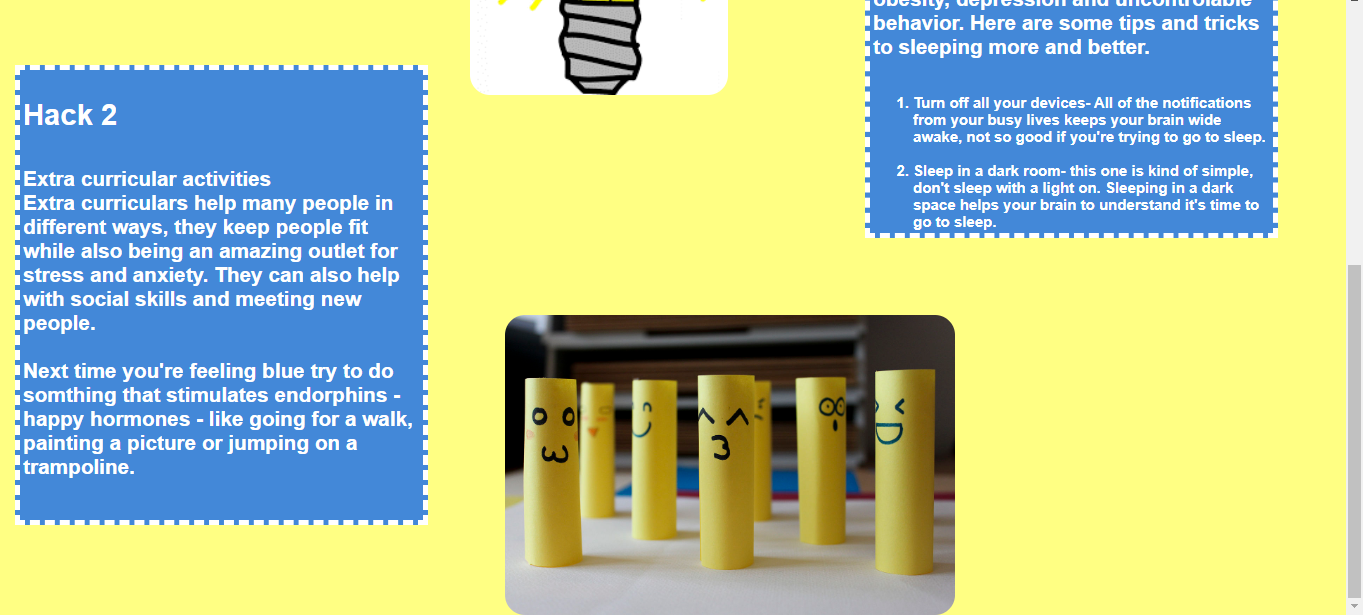 obesity, depression and uncontrolable
behavior. Here are some tips and tricks
to sleeping more and better.
1. Turn off all your devices- All of the notifications
from your busy lives keeps your brain wide
awake, not so good if you're trying to go to sleep.
2. Sleep in a dark room- this one is kind of simple,
don't sleep with a light on. Sleeping in a dark
space helps your brain to understand it's time to
go to sleep.
Hack 2
Extra curricular activities
Extra curriculars help many people in
different ways, they keep people fit
while also being an amazing outlet for
stress and anxiety. They can also help
with social skills and meeting new
people.
Next time you're feeling blue try to do
somthing that stimulates endorphins -
happy hormones - like going for a walk,
painting a picture or jumping on a
trampoline.